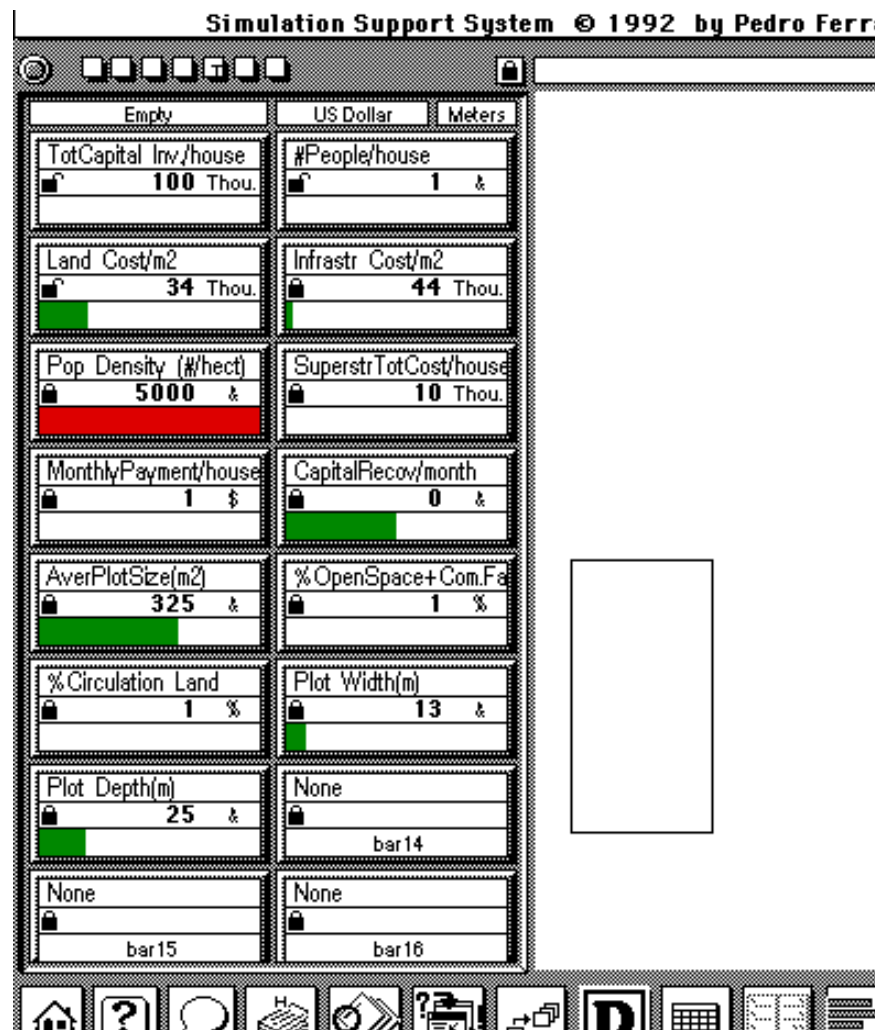 Simulation Support System © 1992 by Pedro Ferra
Empty US Dollar Meters
TotCapital Inv./house
100 Thou.
#People/house
1 &
Land Cost/m2
34 Thou.
Infrastr Cost/m2
44 Thou.
Pop Density (#/hect)
5000 &
SuperstrTotCost/house
10 Thou.
MonthlyPayment/house
1 $
CapitalRecov/month
0 &
AverPlotSize(m2)
325 &
%OpenSpace+Com.Fa
1 %
%Circulation Land
1 %
Plot Width(m)
13 &
Plot Depth(m)
25 &
None
bar14
None
bar15
None
bar16
? H ? D